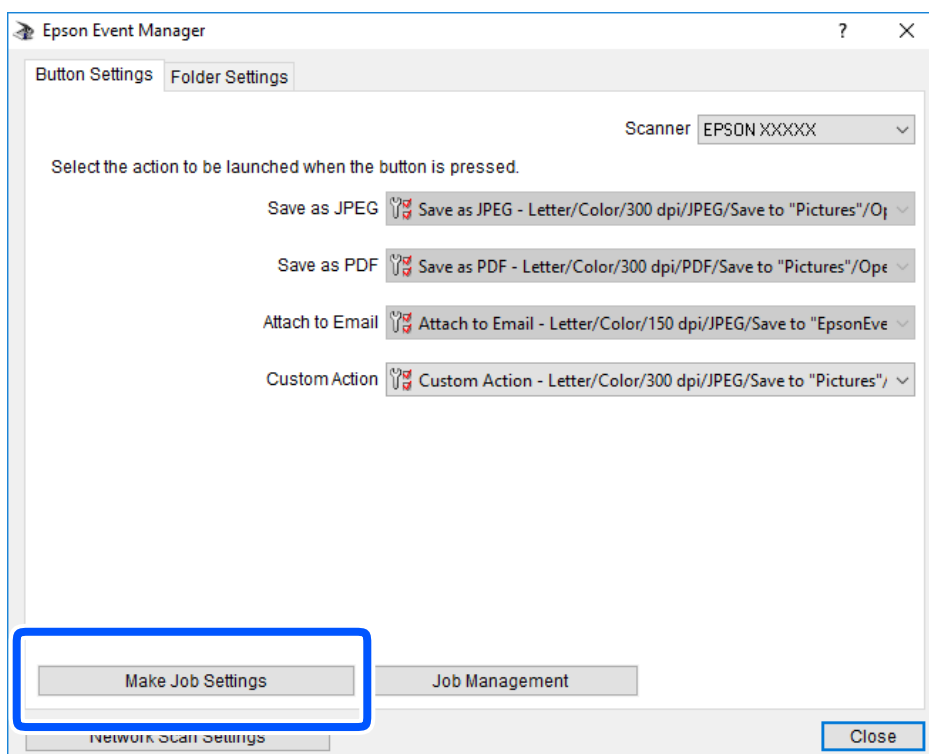 Epson Event Manager
Button Settings Folder Settings
Scanner EPSON XXXXX
Select the action to be launched when the button is pressed.
Save as JPEG Save as JPEG - Letter/Color/300 dpi/JPEG/Save to "Pictures"/Op
Save as PDF Save as PDF - Letter/Color/300 dpi/PDF/Save to "Pictures"/Ope
Attach to Email Attach to Email - Letter/Color/150 dpi/JPEG/Save to "EpsonEve
Custom Action Custom Action - Letter/Color/300 dpi/JPEG/Save to "Pictures"/
Make Job Settings Job Management
Network Scan Settings Close